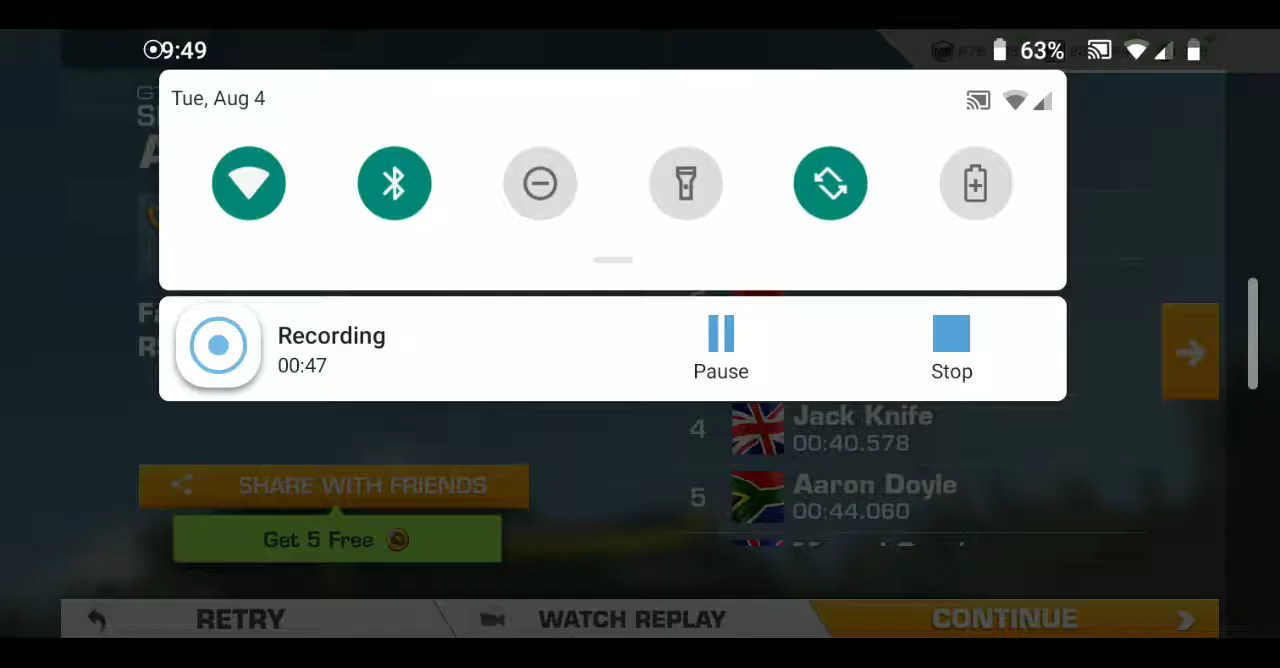 9:49
63%
Tue, Aug 4
Recording
00:47
Pause
Stop
4
Jack Knife
00:40.578
SHARE WITH FRIENDS
5
Aaron Doyle
00:44.060
Get 5 Free
RETRY
WATCH REPLAY
CONTINUE